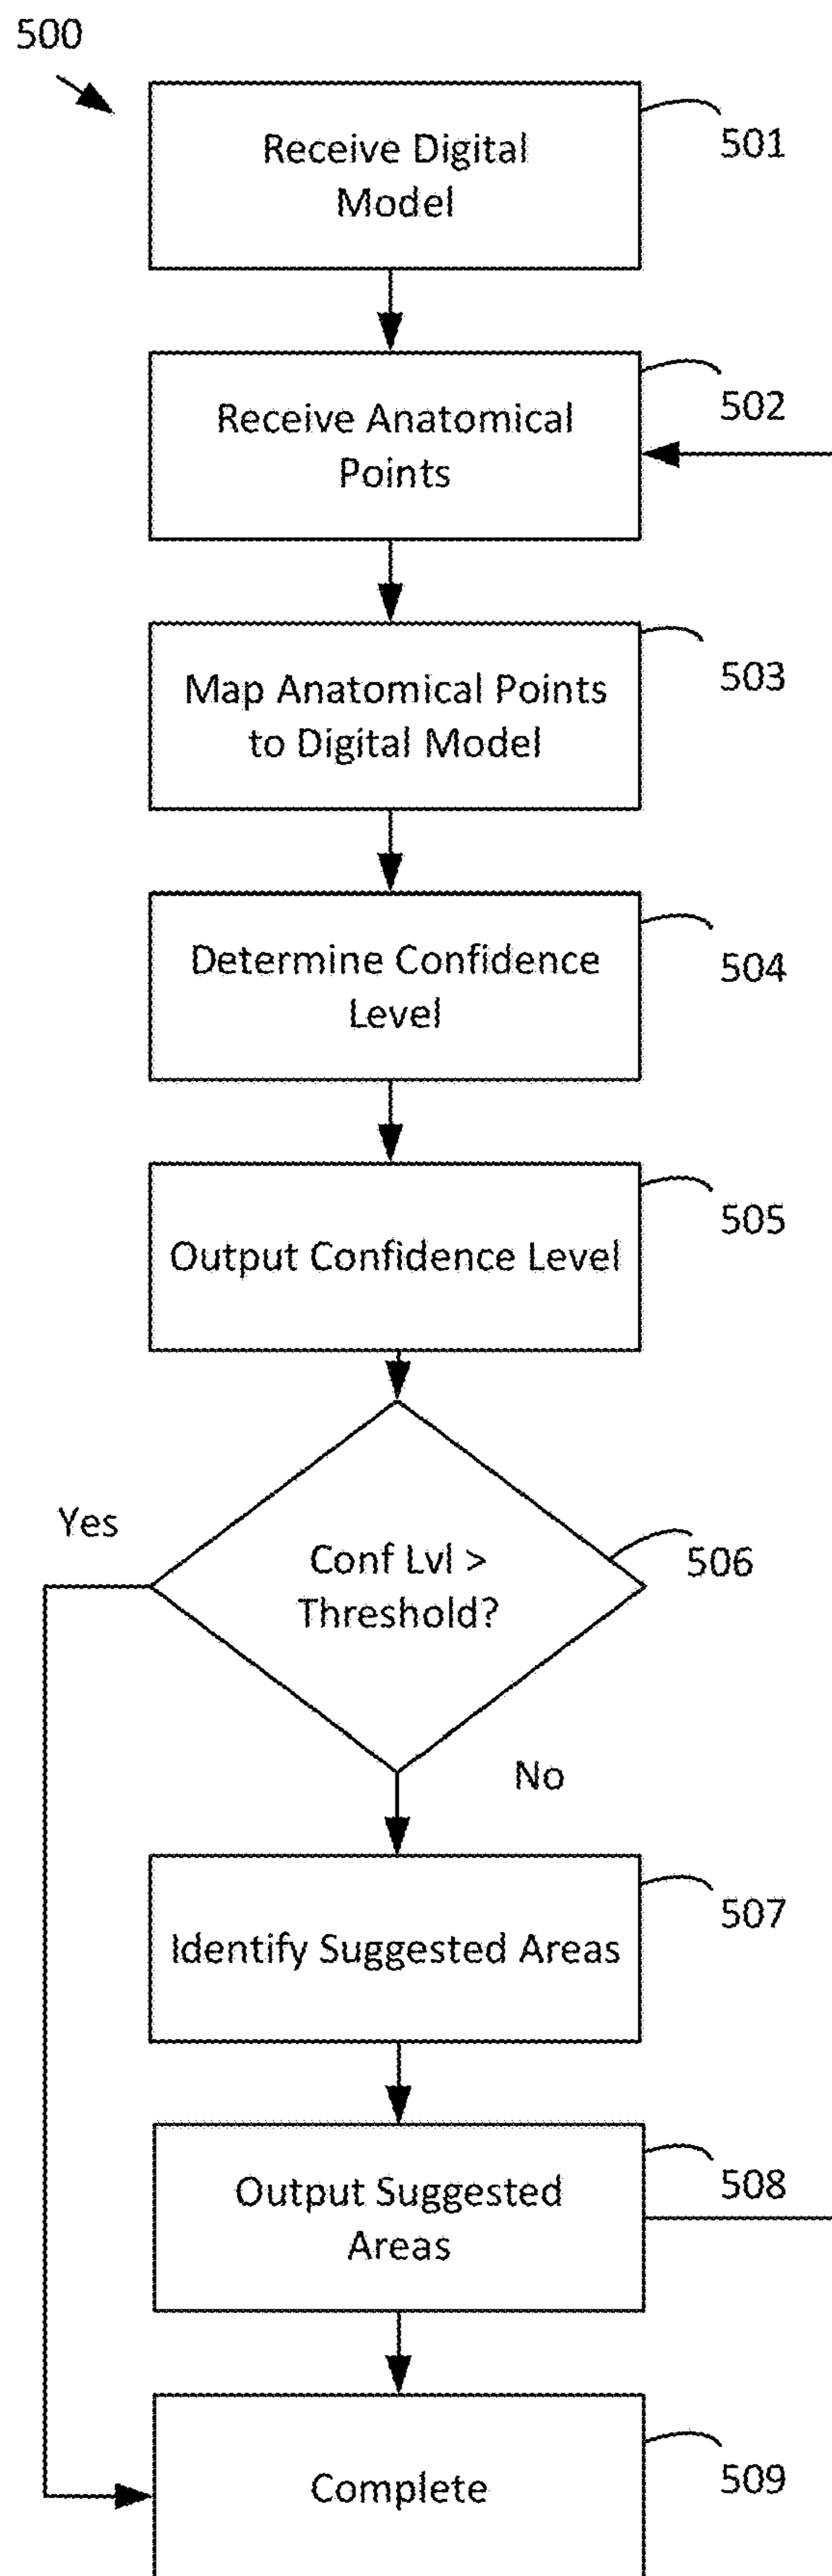 500
Receive Digital
Model
501
Receive Anatomical
Points
502
Map Anatomical Points
to Digital Model
503
Determine Confidence
Level
504
Output Confidence Level
505
Yes
Conf Lvl >
Threshold?
506
No
Identify Suggested Areas
507
Output Suggested
Areas
508
Complete
509